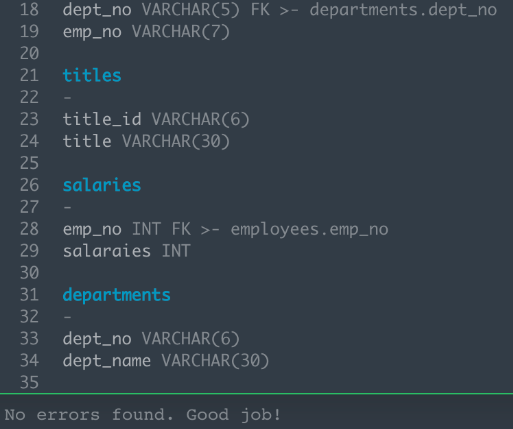 18 dept_no VARCHAR(5) FK >- departments.dept_no
19 emp_no VARCHAR(7)
20
21 titles
22 -
23 title_id VARCHAR(6)
24 title VARCHAR(30)
25
26 salaries
27 -
28 emp_no INT FK >- employees.emp_no
29 salaraies INT
30
31 departments
32 -
33 dept_no VARCHAR(6)
34 dept_name VARCHAR(30)
35
No errors found. Good job!